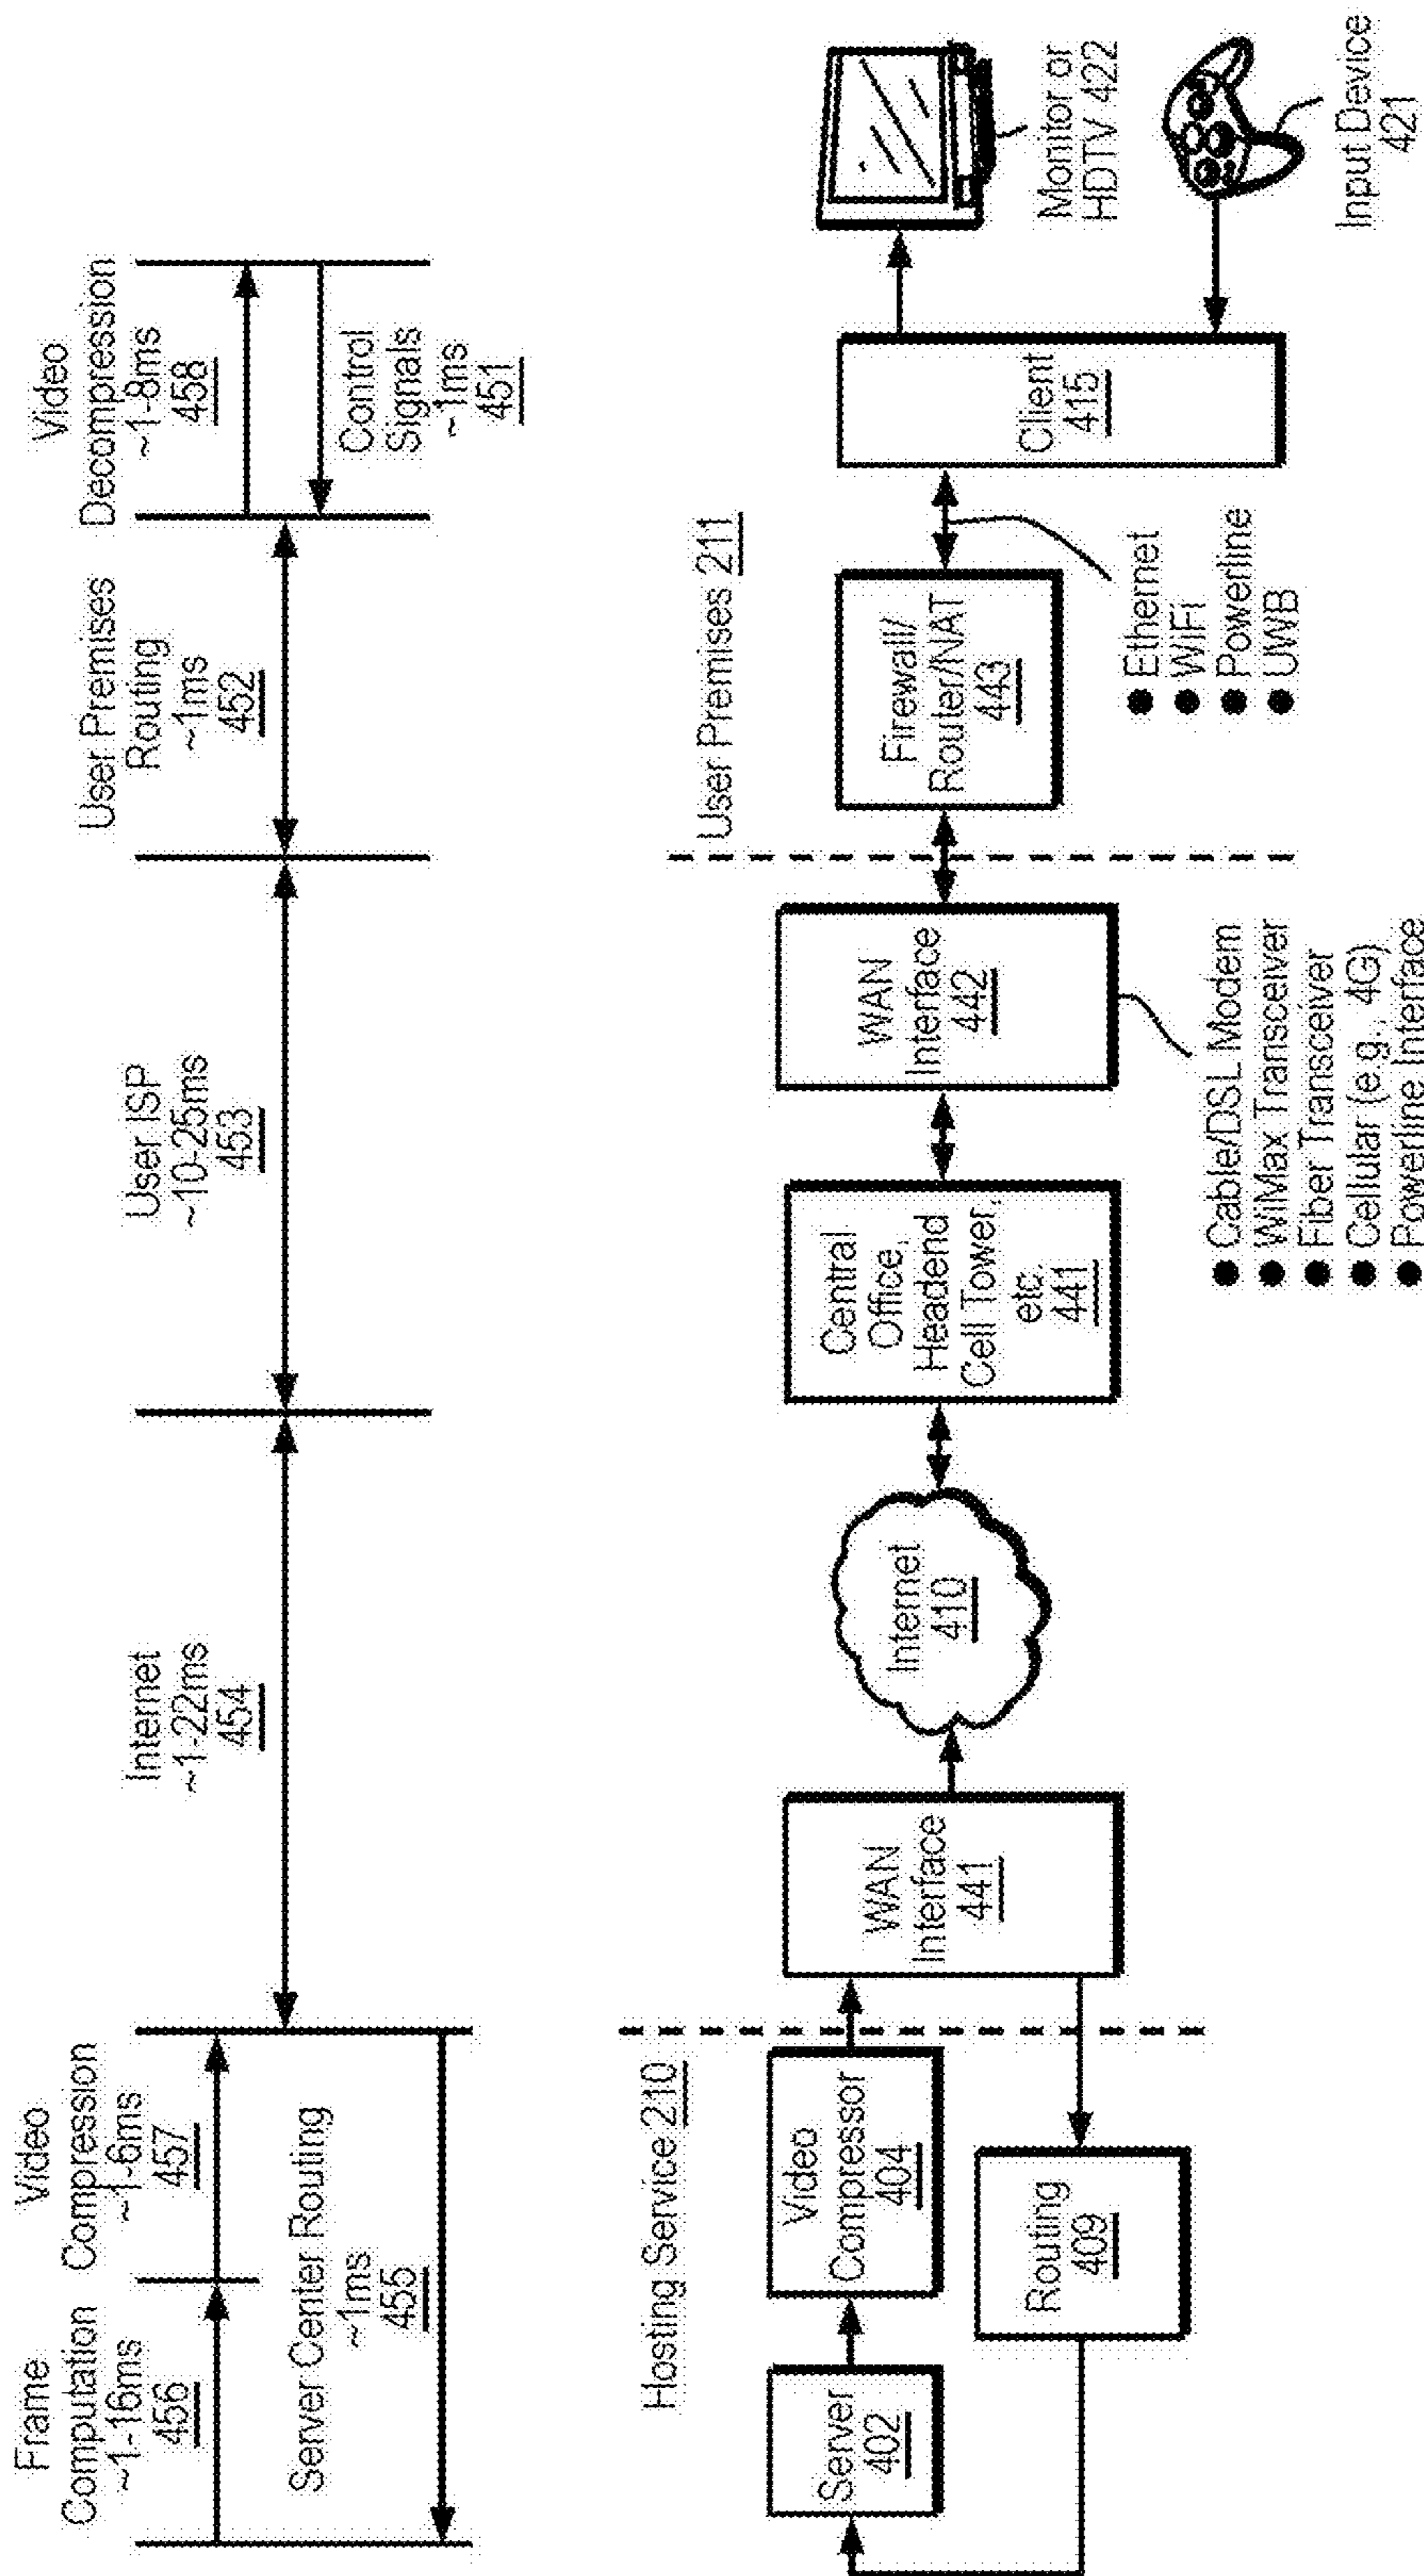 Frame
Computation
~1-16ms
456
Video
Compression
~1-6ms
457
Server Center Routing
~1ms
455
Internet
~1-22ms
454
User ISP
~10-25ms
453
User Premises
Routing
~1ms
452
Video
Decompression
~1-8ms
458
Control
Signals
~1ms
451
Hosting Service 210
Server
402
Video
Compressor
404
Routing
409
WAN
Interface
441
Internet
410
Central
Office,
Headend
Cell Tower,
etc.
441
WAN
Interface
442
● Cable/DSL Modem
● WiMax Transceiver
● Fiber Transceiver
● Cellular (e.g., 4G)
● Powerline Interface
User Premises 211
Firewall/
Router/NAT
443
● Ethernet
● WiFi
● Powerline
● UWB
Client
415
Monitor or
HDTV 422
Input Device
421